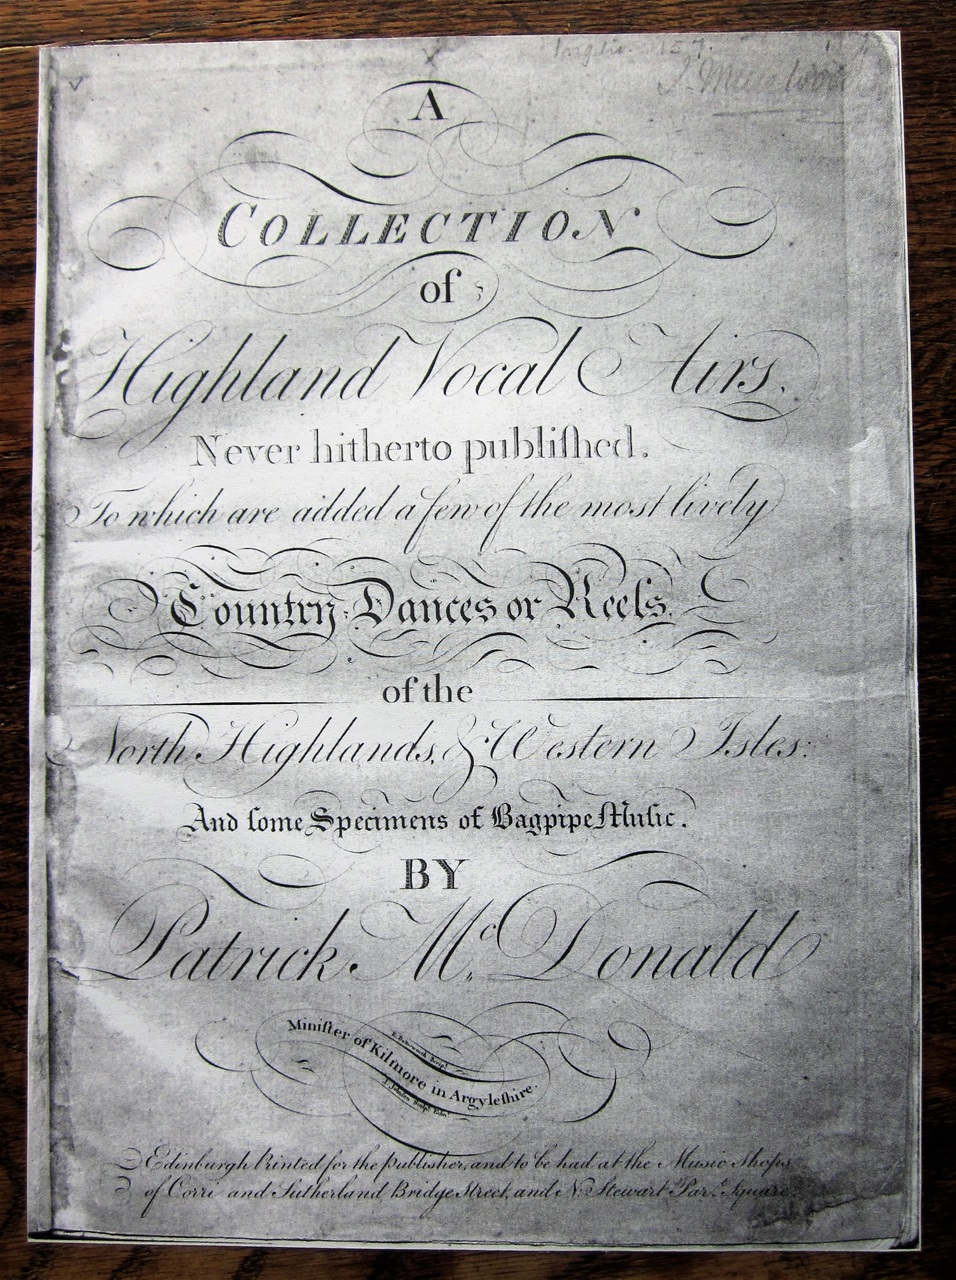 A
COLLECTION
of
Highland Vocal Airs,
Never hitherto publiſhed.
To which are added a few of the most lively
Country Dances or Reels,
of the
North Highlands, & Western Isles:
And ſome Specimens of Bagpipe Muſic.
BY
Patrick McDonald
Miniſter of Kilmore in Argyleſhire.
Edinburgh Printed for the publisher, and to be had at the Music Shops
of Corri and Sutherland Bridge Street, and N. Stewart Par.t Square.